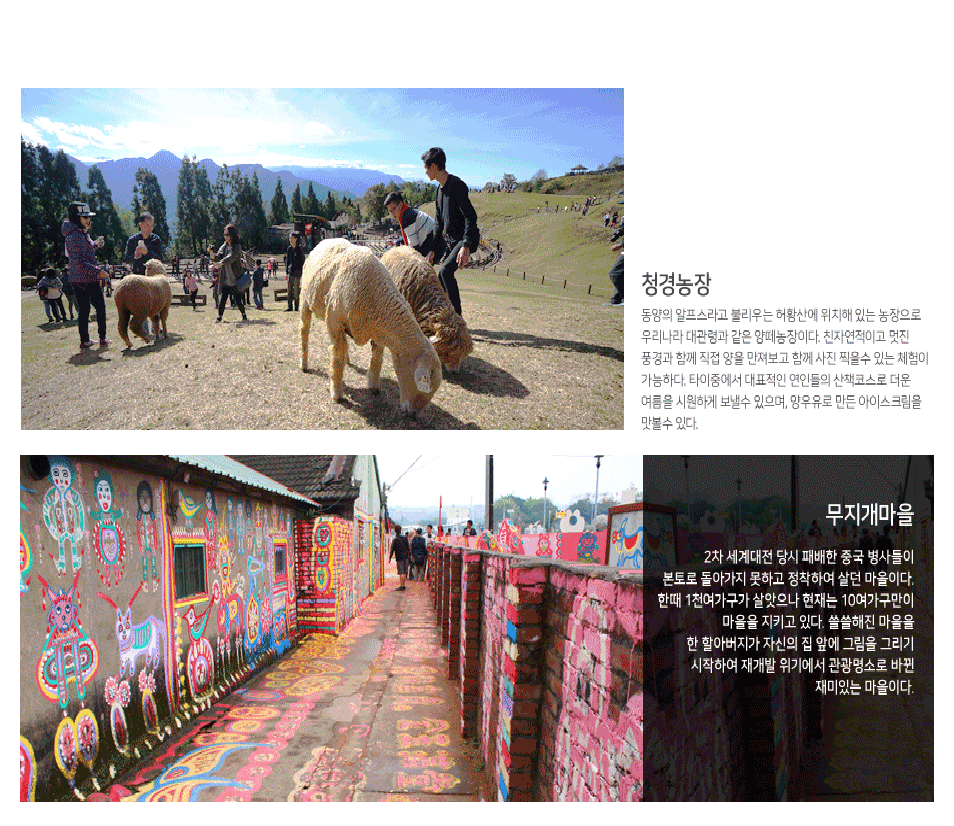 청경농장
동양의 알프스라고 불리우는 허황산에 위치해 있는 농장으로
우리나라 대관령과 같은 양떼농장이다. 친자연적이고 멋진
풍경과 함께 직접 양을 만져보고 함께 사진 찍을수 있는 체험이
가능하다. 타이중에서 대표적인 연인들의 산책코스로 더운
여름을 시원하게 보낼수 있으며, 양우유로 만든 아이스크림을
맛볼수 있다.
무지개마을
2차 세계대전 당시 패배한 중국 병사들이
본토로 돌아가지 못하고 정착하여 살던 마을이다.
한때 1천여가구가 살앗으나 현재는 10여가구만이
마을을 지키고 있다. 쓸쓸해진 마을을
한 할아버지가 자신의 집 앞에 그림을 그리기
시작하여 재개발 위기에서 관광명소로 바뀐
재미있는 마을이다.